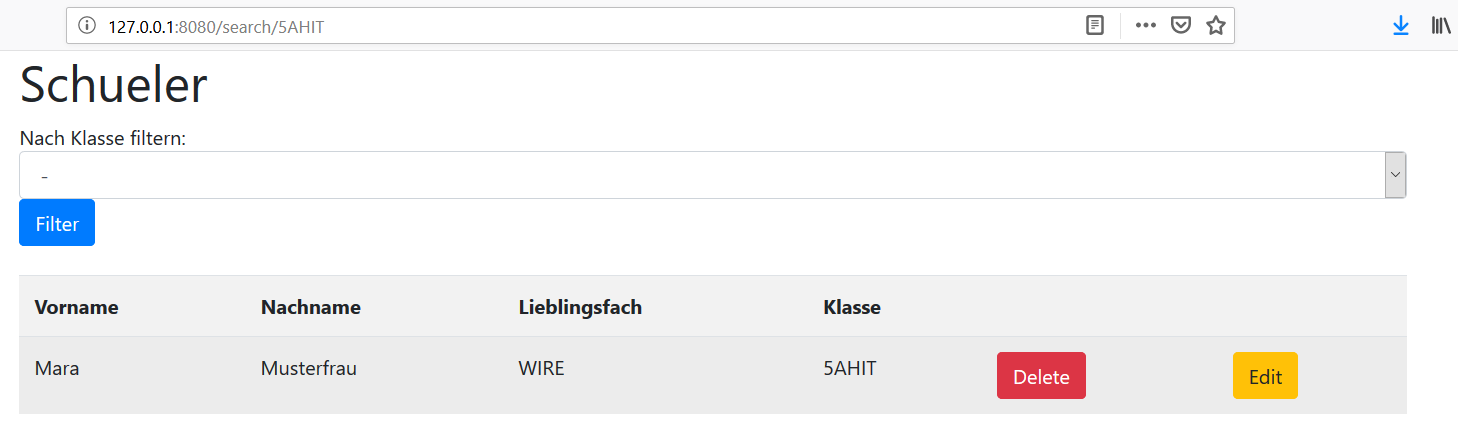 127.0.0.1:8080/search/5AHIT
Schueler
Nach Klasse filtern:
-
Filter
Vorname Nachname Lieblingsfach Klasse
Mara Musterfrau WIRE 5AHIT Delete Edit